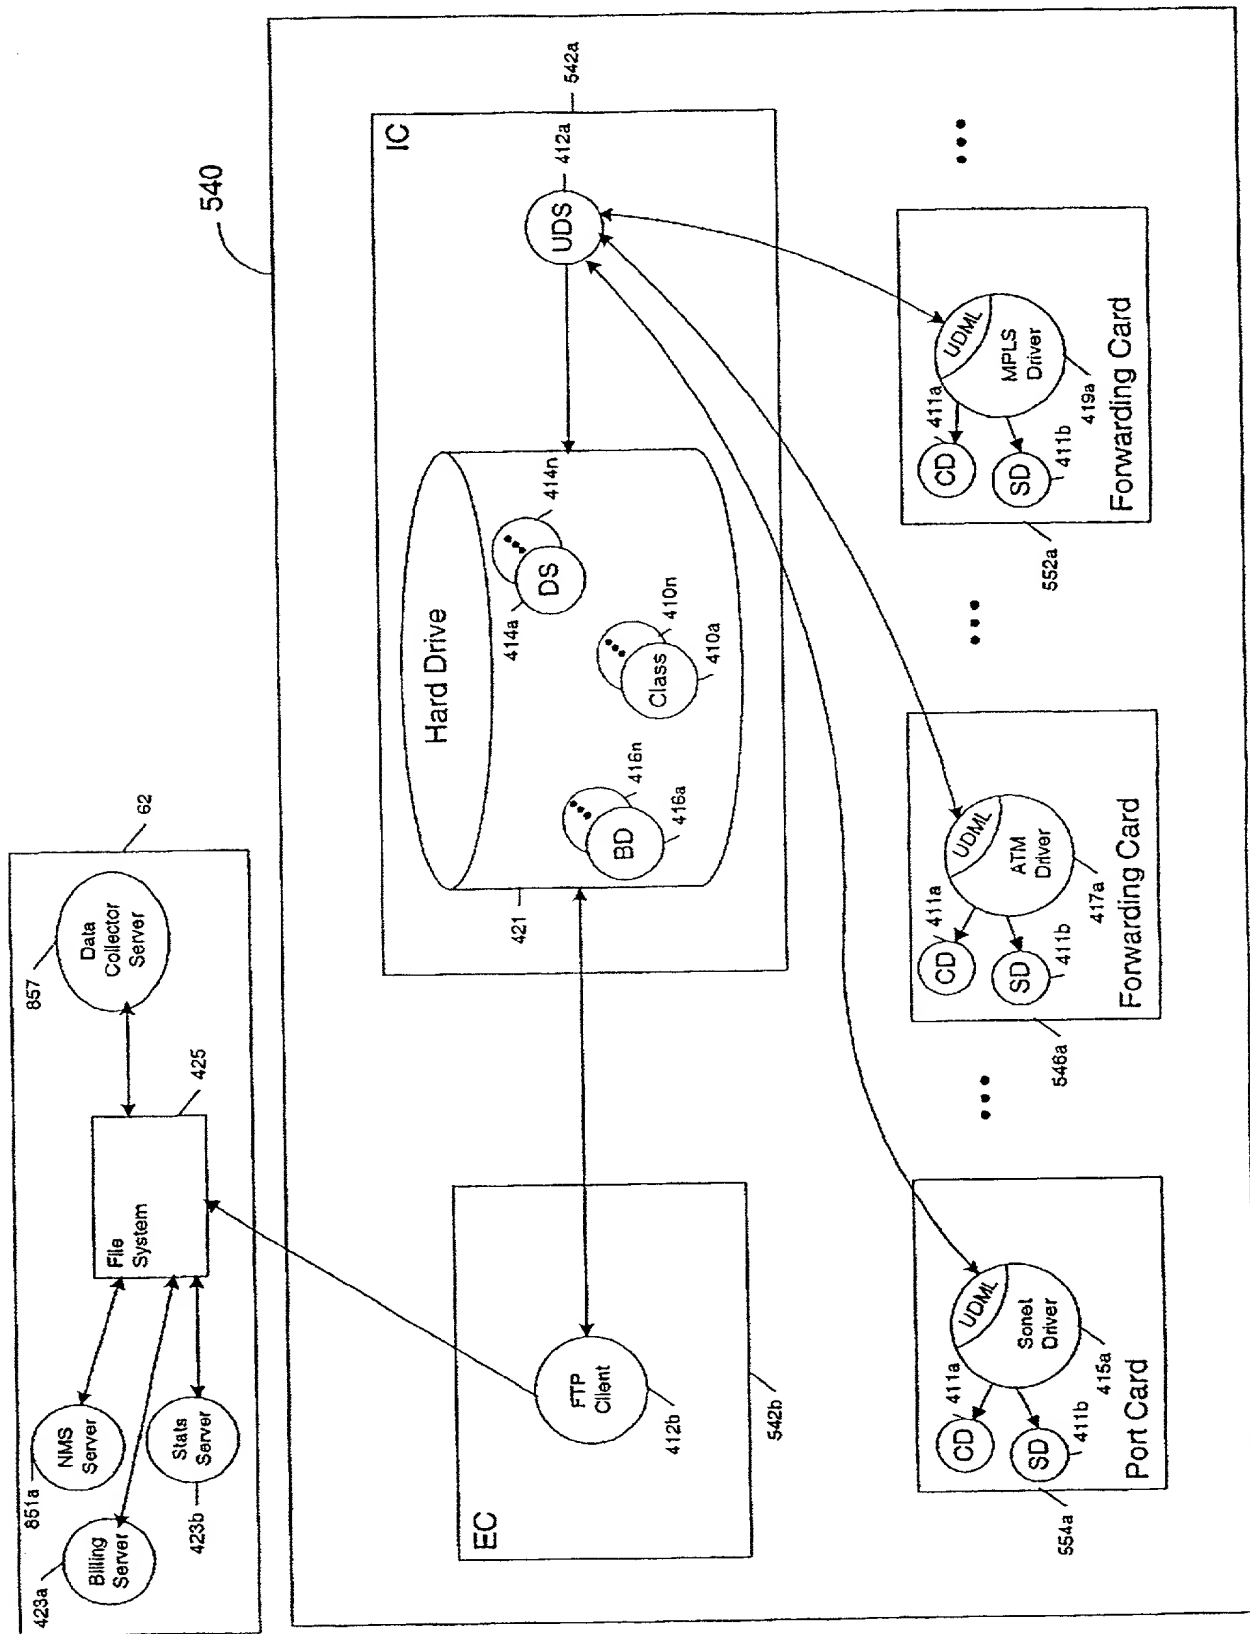 62
857
Data
Collector
Server
425
File
System
851a
NMS
Server
423a
Billing
Server
Stats
Server
423b
540
IC
542a
UDS
412a
Hard Drive
414n
DS
414a
410n
Class
410a
416n
BD
416a
421
EC
FTP
Client
412b
542b
UDML
MPLS
Driver
419a
CD
411a
SD
411b
Forwarding Card
552a
UDML
ATM
Driver
417a
CD
411a
SD
411b
Forwarding Card
546a
UDML
Sonet
Driver
415a
CD
411a
SD
411b
Port Card
554a